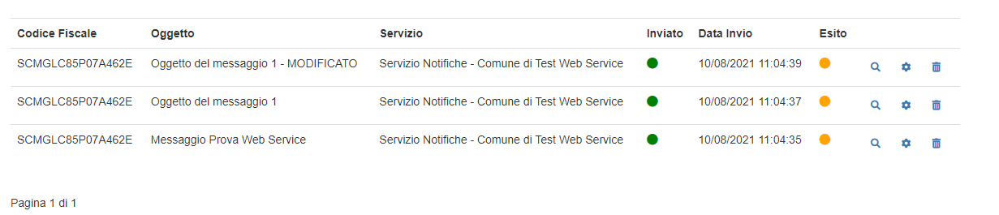 Codice Fiscale Oggetto Servizio Inviato Data Invio Esito
SCMGLC85P07A462E Oggetto del messaggio 1 - MODIFICATO Servizio Notifiche - Comune di Test Web Service 10/08/2021 11:04:39
SCMGLC85P07A462E Oggetto del messaggio 1 Servizio Notifiche - Comune di Test Web Service 10/08/2021 11:04:37
SCMGLC85P07A462E Messaggio Prova Web Service Servizio Notifiche - Comune di Test Web Service 10/08/2021 11:04:35
Pagina 1 di 1